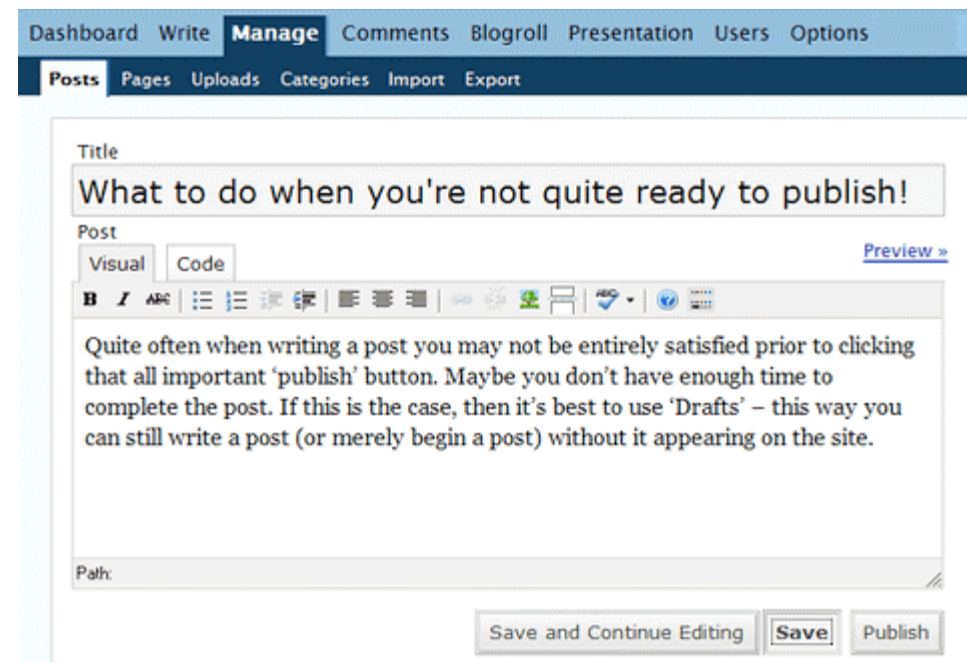 Dashboard Write Manage Comments Blogroll Presentation Users Options
Posts Pages Uploads Categories Import Export
Title
What to do when you're not quite ready to publish!
Post
Visual Code
Preview »
B I ABC ABC
Quite often when writing a post you may not be entirely satisfied prior to clicking
that all important ‘publish’ button. Maybe you don’t have enough time to
complete the post. If this is the case, then it’s best to use ‘Drafts’ – this way you
can still write a post (or merely begin a post) without it appearing on the site.
Path:
Save and Continue Editing Save Publish